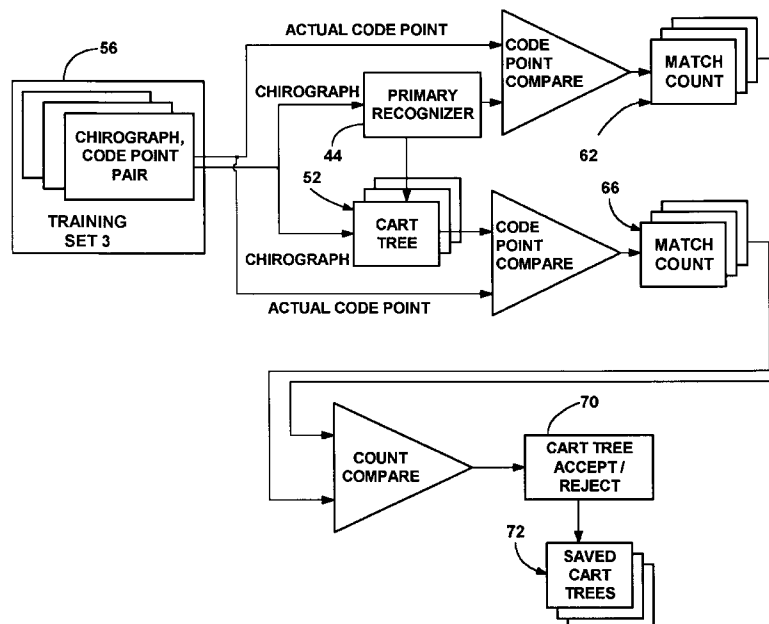 56
ACTUAL CODE POINT
CODE
POINT
COMPARE
MATCH
COUNT
62
CHIROGRAPH
PRIMARY
RECOGNIZER
44
CHIROGRAPH,
CODE POINT
PAIR
TRAINING
SET 3
52
CART
TREE
CHIROGRAPH
CODE
POINT
COMPARE
66
MATCH
COUNT
ACTUAL CODE POINT
COUNT
COMPARE
70
CART TREE
ACCEPT /
REJECT
72
SAVED
CART
TREES